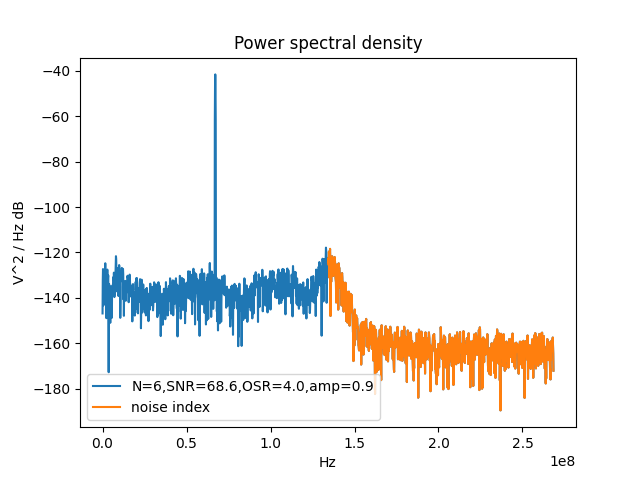 Power spectral density
V^2 / Hz dB
−40
−60
−80
−100
−120
−140
−160
−180
N=6,SNR=68.6,OSR=4.0,amp=0.9
noise index
0.0 0.5 1.0 1.5 2.0 2.5
1e8
Hz